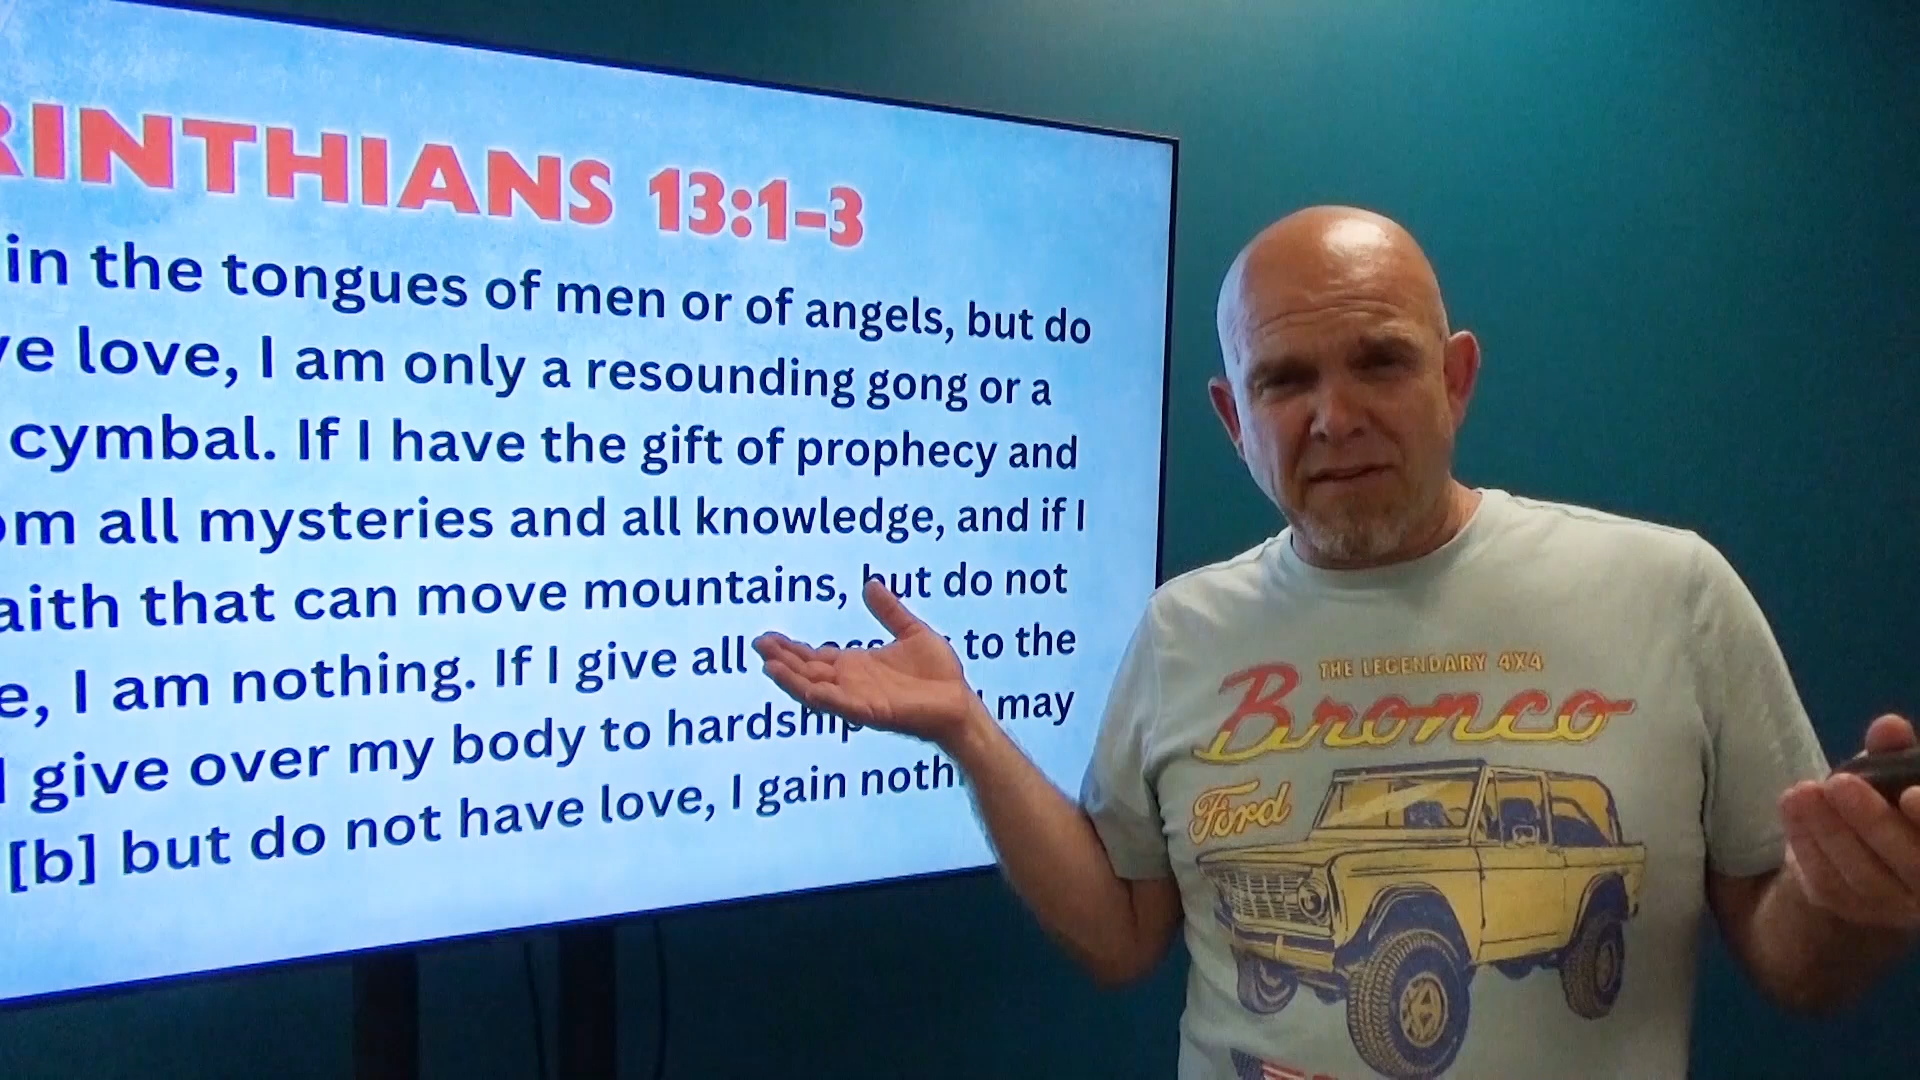 RINTHIANS 13:1-3
in the tongues of men or of angels, but do
ve love, I am only a resounding gong or a
cymbal. If I have the gift of prophecy and
om all mysteries and all knowledge, and if I
aith that can move mountains, but do not
e, I am nothing. If I give all to the
I give over my body to hardship may
[b] but do not have love, I gain noth
THE LEGENDARY 4X4
Bronco
Ford